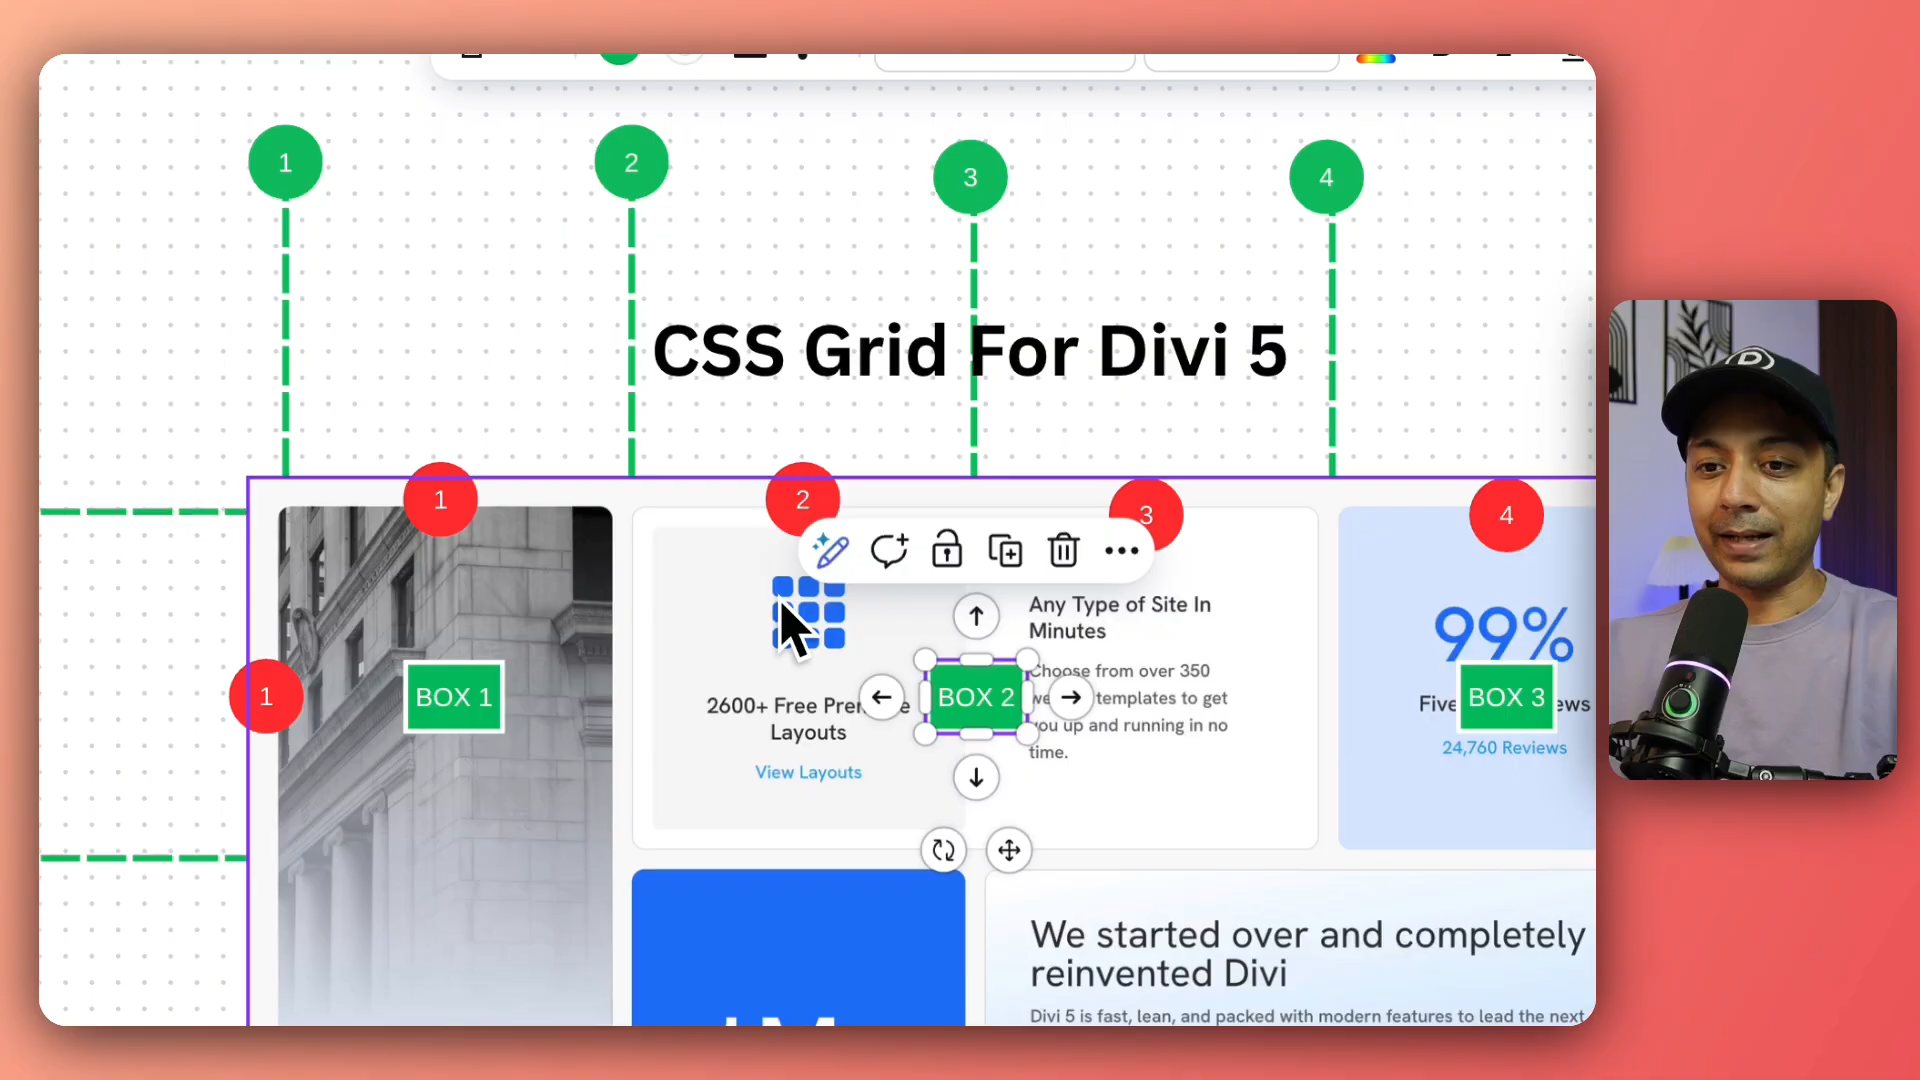 1
2
3
4
CSS Grid For Divi 5
1
2
3
4
1
BOX 1
2600+ Free
Layouts
View Layouts
BOX 2
Any Type of Site In
Minutes
Choose from over 350
templates to get
you up and running in no
time.
99%
BOX 3
24,760 Reviews
We started over and completely
reinvented Divi
Divi 5 is fast, lean, and packed with modern features to lead the next
D